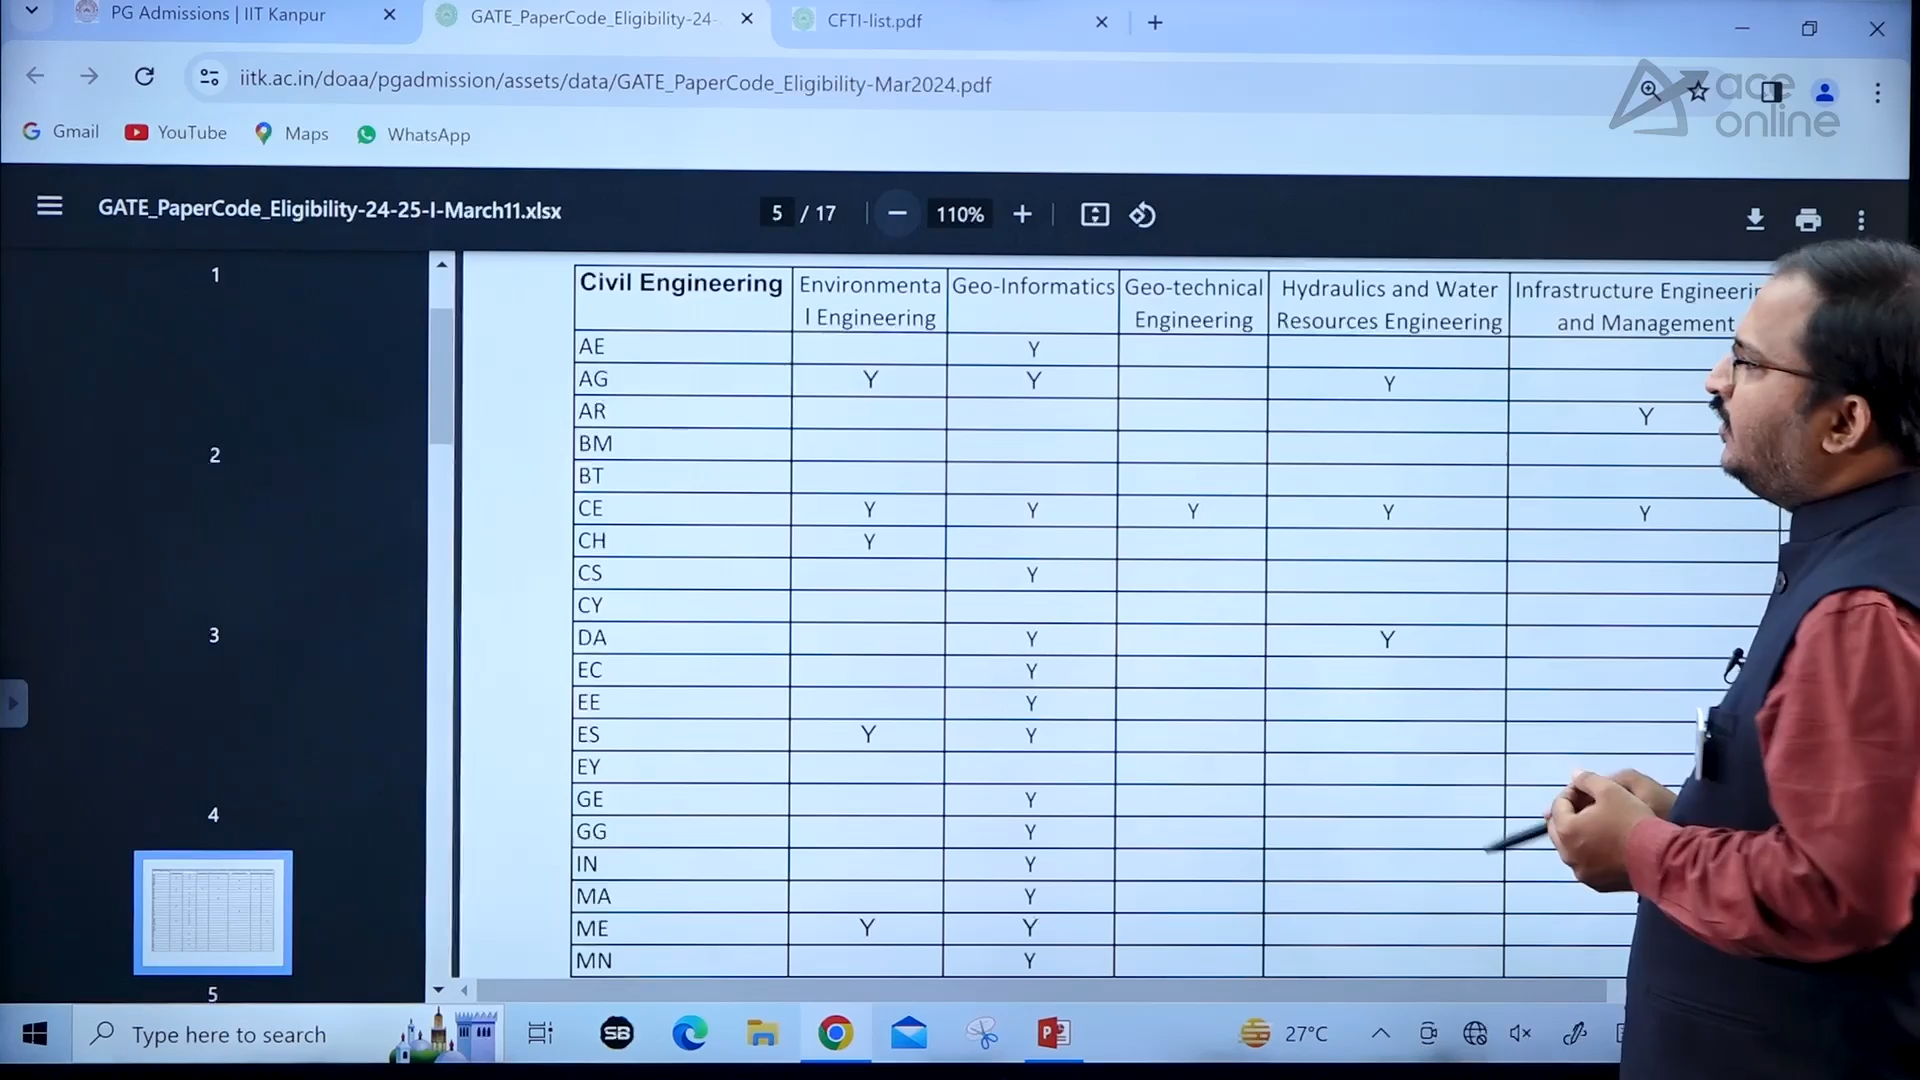 PG Admissions | IIT Kanpur
GATE_PaperCode_Eligibility-24-
CFTI-list.pdf
iitk.ac.in/doaa/pgadmission/assets/data/GATE_PaperCode_Eligibility-Mar2024.pdf
ace
online
Gmail
YouTube
Maps
WhatsApp
GATE_PaperCode_Eligibility-24-25-I-March11.xlsx
5 / 17
110%
1
2
3
4
5
Civil Engineering Environmenta Geo-Informatics Geo-technical Hydraulics and Water Infrastructure Engineerin
l Engineering Engineering Resources Engineering and Management
AE Y
AG Y Y Y
AR Y
BM
BT
CE Y Y Y Y Y
CH Y
CS Y
CY
DA Y Y
EC Y
EE Y
ES Y Y
EY
GE Y
GG Y
IN Y
MA Y
ME Y Y
MN Y
Type here to search
SB
27°C